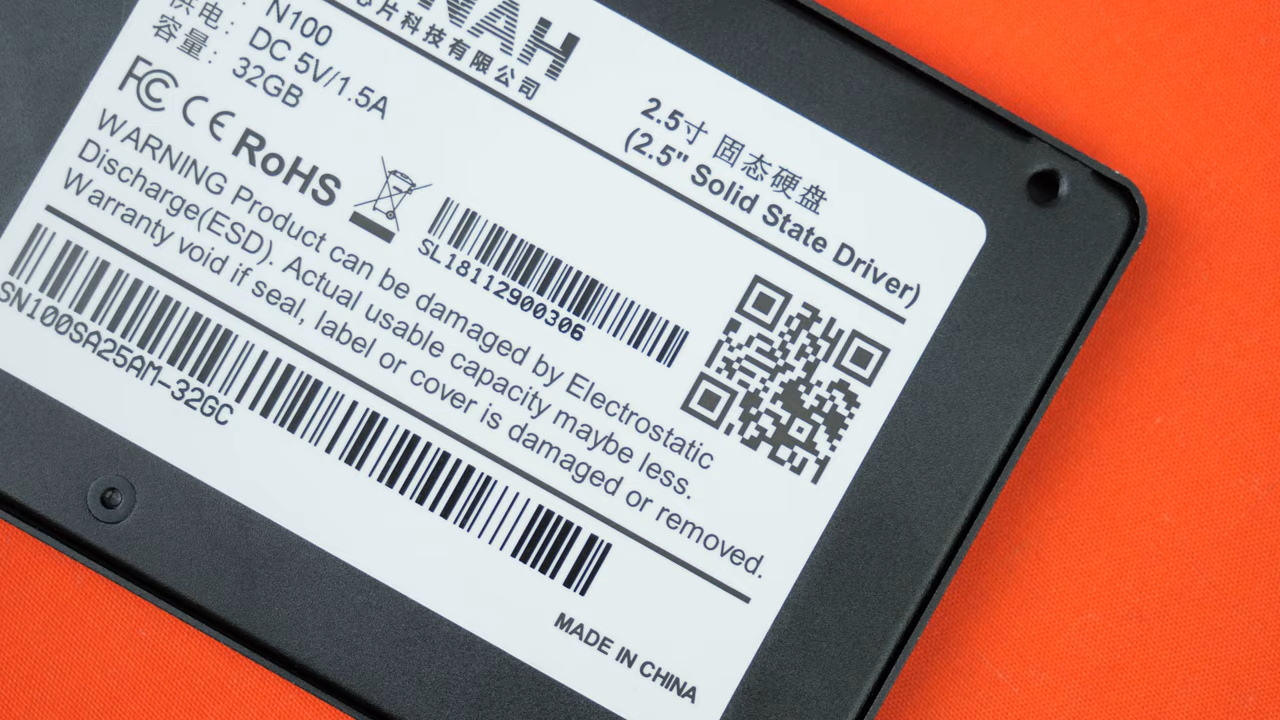 NAH
芯片科技有限公司
N100
供电: DC 5V/1.5A
容量: 32GB
FC CE RoHS
2.5寸 固态硬盘
(2.5" Solid State Driver)
SL18112900306
WARNING Product can be damaged by Electrostatic
Discharge(ESD). Actual usable capacity maybe less.
Warranty void if seal, label or cover is damaged or removed.
SN100SA25AM-32GC
MADE IN CHINA